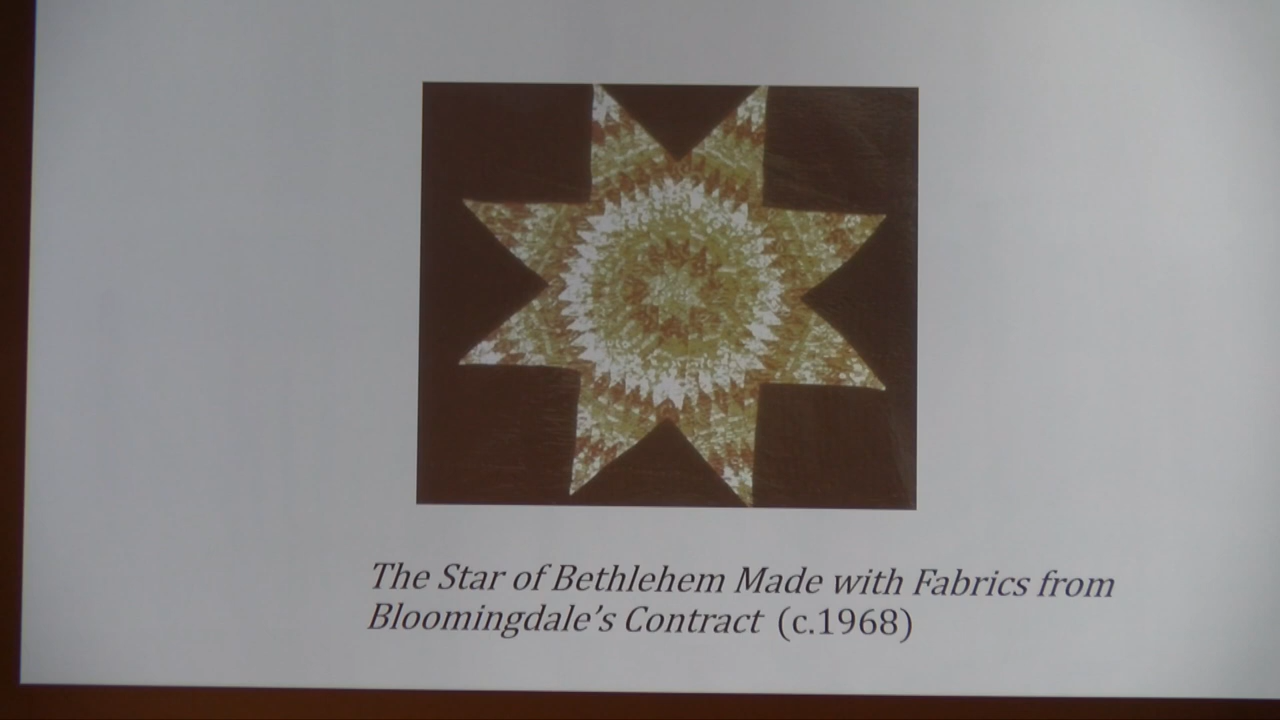 The Star of Bethlehem Made with Fabrics from
Bloomingdale's Contract (c.1968)